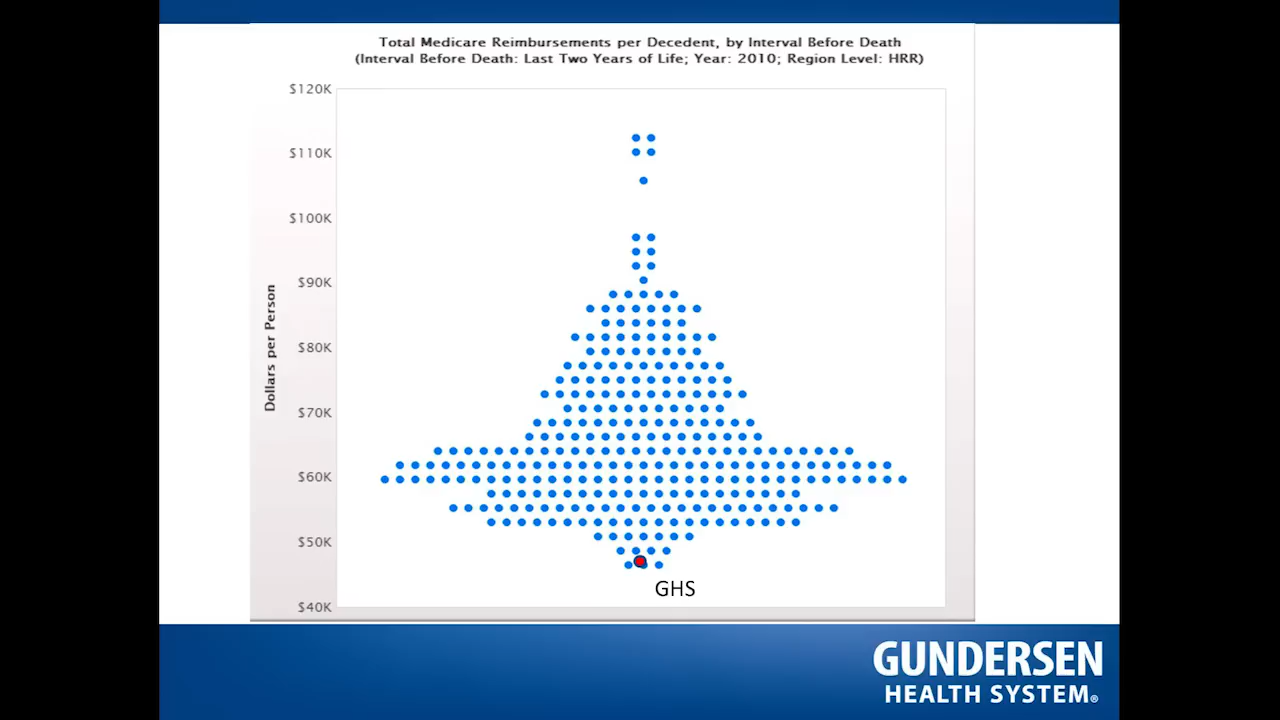 Total Medicare Reimbursements per Decedent, by Interval Before Death
(Interval Before Death: Last Two Years of Life; Year: 2010; Region Level: HRR)
$120K
$110K
$100K
$90K
$80K
$70K
$60K
$50K
$40K
Dollars per Person
GHS
GUNDERSEN
HEALTH SYSTEM®